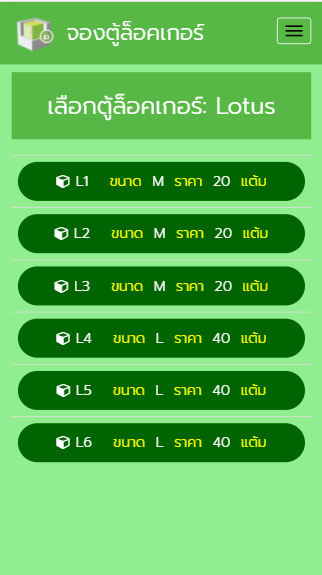 จองตู้ล็อคเกอร์
เลือกตู้ล็อคเกอร์: Lotus
L1 ขนาด M ราคา 20 แต้ม
L2 ขนาด M ราคา 20 แต้ม
L3 ขนาด M ราคา 20 แต้ม
L4 ขนาด L ราคา 40 แต้ม
L5 ขนาด L ราคา 40 แต้ม
L6 ขนาด L ราคา 40 แต้ม